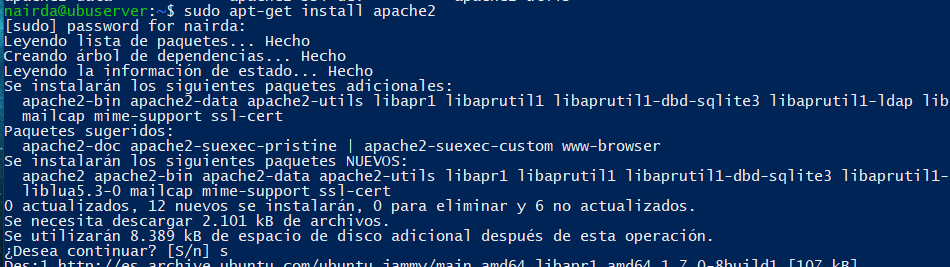 nairda@ubuserver:~$ sudo apt-get install apache2
[sudo] password for nairda:
Leyendo lista de paquetes... Hecho
Creando árbol de dependencias... Hecho
Leyendo la información de estado... Hecho
Se instalarán los siguientes paquetes adicionales:
apache2-bin apache2-data apache2-utils libapr1 libaprutil1 libaprutil1-dbd-sqlite3 libaprutil1-ldap lib
mailcap mime-support ssl-cert
Paquetes sugeridos:
apache2-doc apache2-suexec-pristine | apache2-suexec-custom www-browser
Se instalarán los siguientes paquetes NUEVOS:
apache2 apache2-bin apache2-data apache2-utils libapr1 libaprutil1 libaprutil1-dbd-sqlite3 libaprutil1-
liblua5.3-0 mailcap mime-support ssl-cert
0 actualizados, 12 nuevos se instalarán, 0 para eliminar y 6 no actualizados.
Se necesita descargar 2.101 kB de archivos.
Se utilizarán 8.389 kB de espacio de disco adicional después de esta operación.
¿Desea continuar? [S/n] s
Des:1 http://es.archive.ubuntu.com/ubuntu jammy/main amd64 libapr1 amd64 1.7.0-8build1 [107 kB]